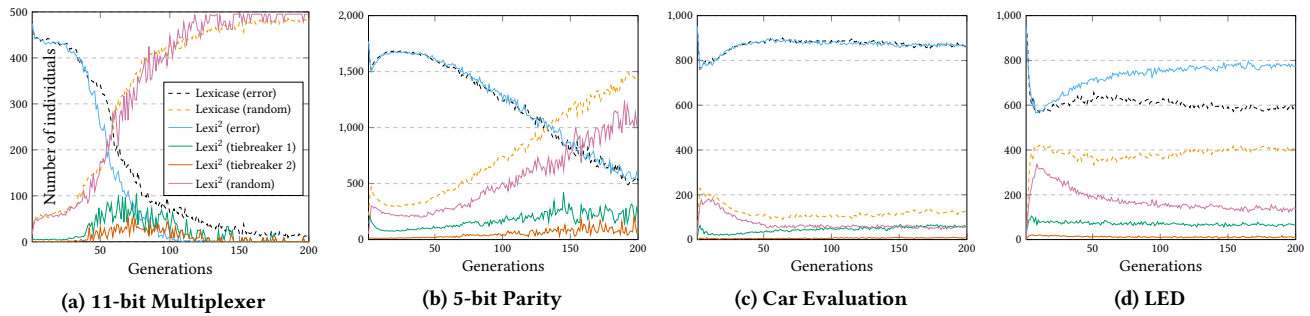 500
400
300
200
100
0
Number of individuals
Lexicase (error)
Lexicase (random)
Lexi² (error)
Lexi² (tiebreaker 1)
Lexi² (tiebreaker 2)
Lexi² (random)
50 100 150 200
Generations
(a) 11-bit Multiplexer
2,000
1,500
1,000
500
0
50 100 150 200
Generations
(b) 5-bit Parity
1,000
800
600
400
200
0
50 100 150 200
Generations
(c) Car Evaluation
1,000
800
600
400
200
0
50 100 150 200
Generations
(d) LED